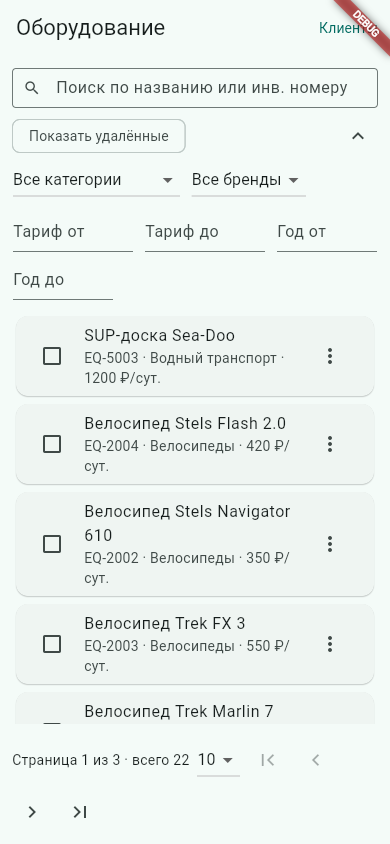 Оборудование
Клиен
DEBUG
Поиск по названию или инв. номеру
Показать удалённые
Все категории
Все бренды
Тариф от
Тариф до
Год от
Год до
SUP-доска Sea-Doo
EQ-5003 · Водный транспорт ·
1200 ₽/сут.
Велосипед Stels Flash 2.0
EQ-2004 · Велосипеды · 420 ₽/
сут.
Велосипед Stels Navigator
610
EQ-2002 · Велосипеды · 350 ₽/
сут.
Велосипед Trek FX 3
EQ-2003 · Велосипеды · 550 ₽/
сут.
Велосипед Trek Marlin 7
Страница 1 из 3 · всего 22
10